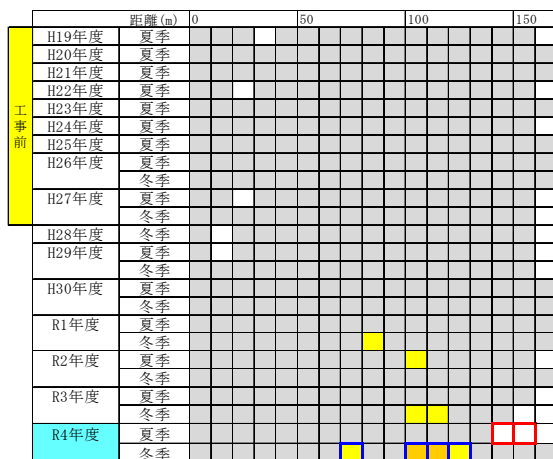 距離(m) 0 50 100 150
工事前
H19年度 夏季
H20年度 夏季
H21年度 夏季
H22年度 夏季
H23年度 夏季
H24年度 夏季
H25年度 夏季
H26年度 夏季
冬季
H27年度 夏季
冬季
H28年度 冬季
H29年度 夏季
冬季
H30年度 夏季
冬季
R1年度 夏季
冬季
R2年度 夏季
冬季
R3年度 夏季
冬季
R4年度 夏季
冬季